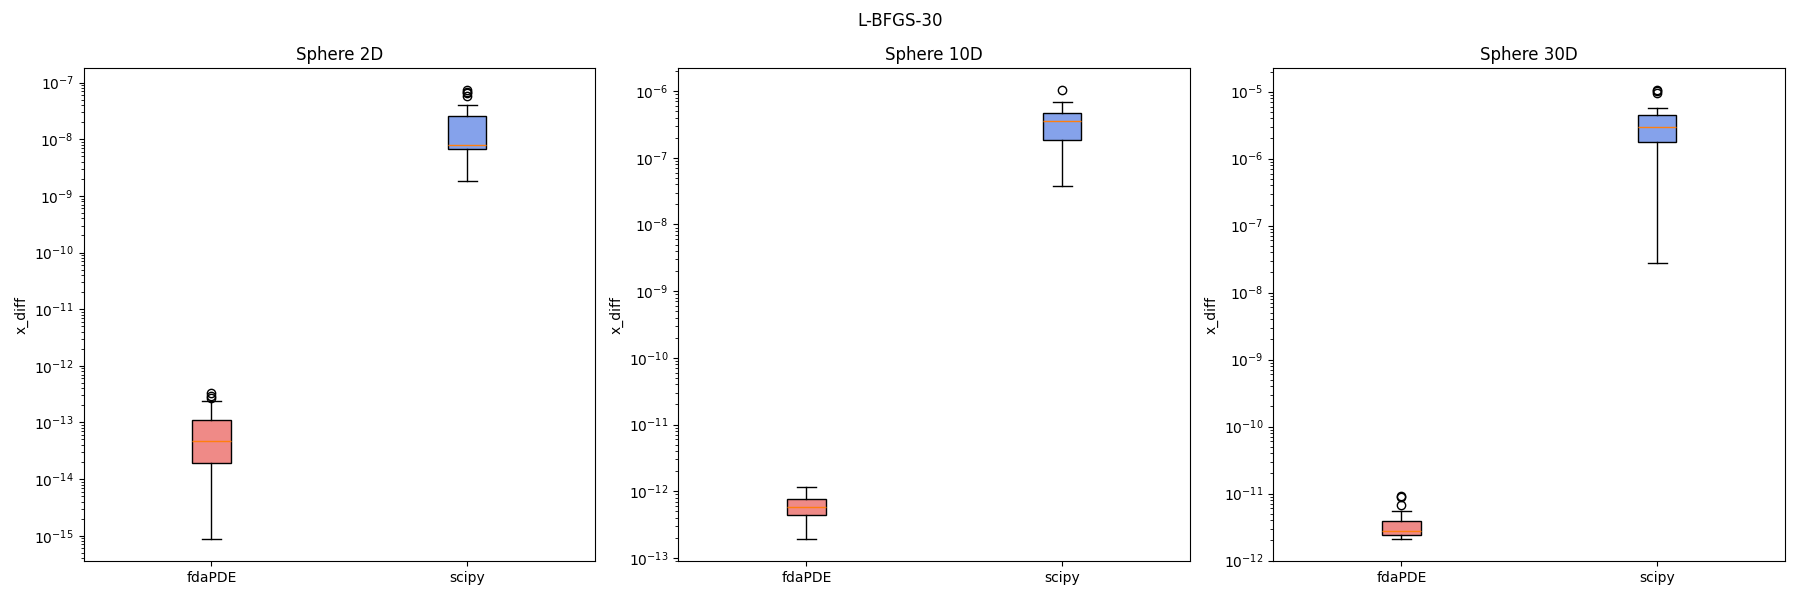 L-BFGS-30
Sphere 2D
x_diff
10⁻⁷
10⁻⁸
10⁻⁹
10⁻¹⁰
10⁻¹¹
10⁻¹²
10⁻¹³
10⁻¹⁴
10⁻¹⁵
fdaPDE
scipy
Sphere 10D
x_diff
10⁻⁶
10⁻⁷
10⁻⁸
10⁻⁹
10⁻¹⁰
10⁻¹¹
10⁻¹²
10⁻¹³
fdaPDE
scipy
Sphere 30D
x_diff
10⁻⁵
10⁻⁶
10⁻⁷
10⁻⁸
10⁻⁹
10⁻¹⁰
10⁻¹¹
10⁻¹²
fdaPDE
scipy